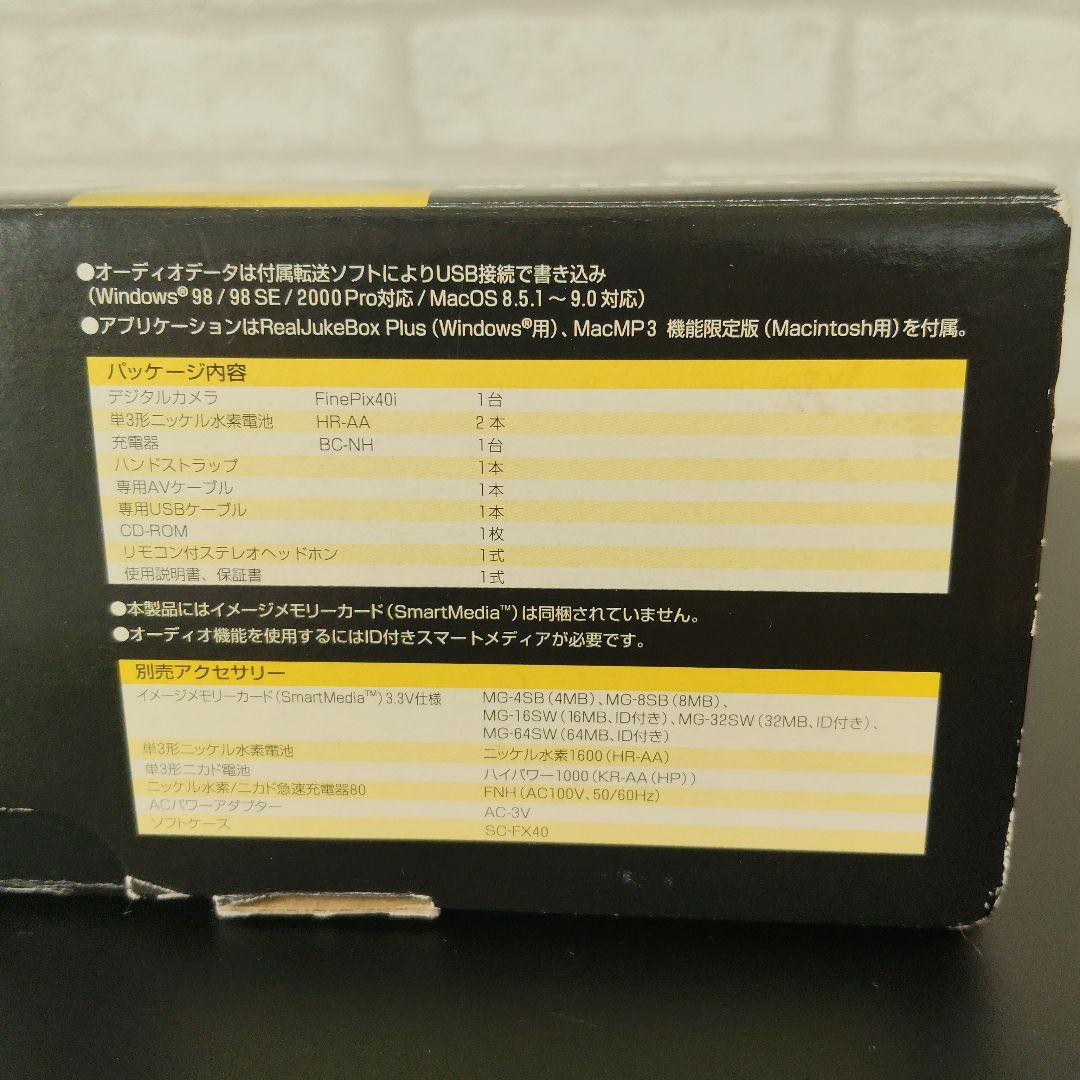 ●オーディオデータは付属転送ソフトによりUSB接続で書き込み
（Windows® 98 / 98 SE / 2000 Pro対応 / MacOS 8.5.1 ～ 9.0 対応）
●アプリケーションはRealJukeBox Plus（Windows®用）、MacMP3 機能限定版（Macintosh用）を付属。
パッケージ内容
デジタルカメラ FinePix40i 1台
単3形ニッケル水素電池 HR-AA 2本
充電器 BC-NH 1台
ハンドストラップ 1本
専用AVケーブル 1本
専用USBケーブル 1本
CD-ROM 1枚
リモコン付ステレオヘッドホン 1式
使用説明書、保証書 1式
●本製品にはイメージメモリーカード（SmartMedia™）は同梱されていません。
●オーディオ機能を使用するにはID付きスマートメディアが必要です。
別売アクセサリー
イメージメモリーカード（SmartMedia™）3.3V仕様 MG-4SB（4MB）、MG-8SB（8MB）、
MG-16SW（16MB、ID付き）、MG-32SW（32MB、ID付き）、
MG-64SW（64MB、ID付き）
単3形ニッケル水素電池 ニッケル水素1600（HR-AA）
単3形ニカド電池 ハイパワー1000（KR-AA（HP））
ニッケル水素/ニカド急速充電器80 FNH（AC100V、50/60Hz）
ACパワーアダプター AC-3V
ソフトケース SC-FX40